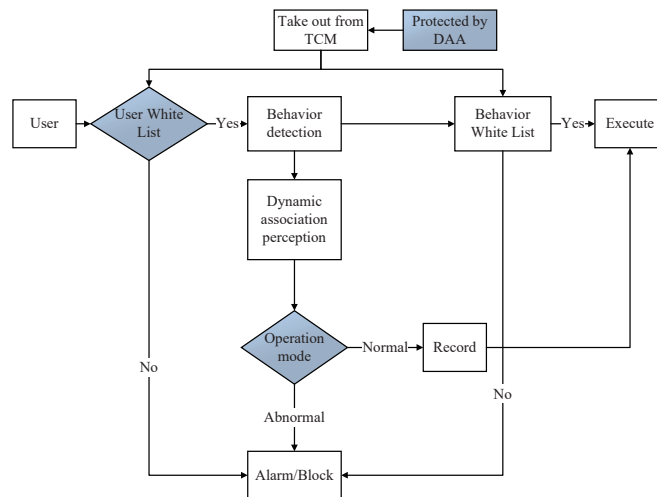 Take out from
TCM
Protected by
DAA
User
User White
List
Yes
Behavior
detection
Behavior
White List
Yes
Execute
Dynamic
association
perception
Operation
mode
Normal
Record
No
No
Abnormal
Alarm/Block